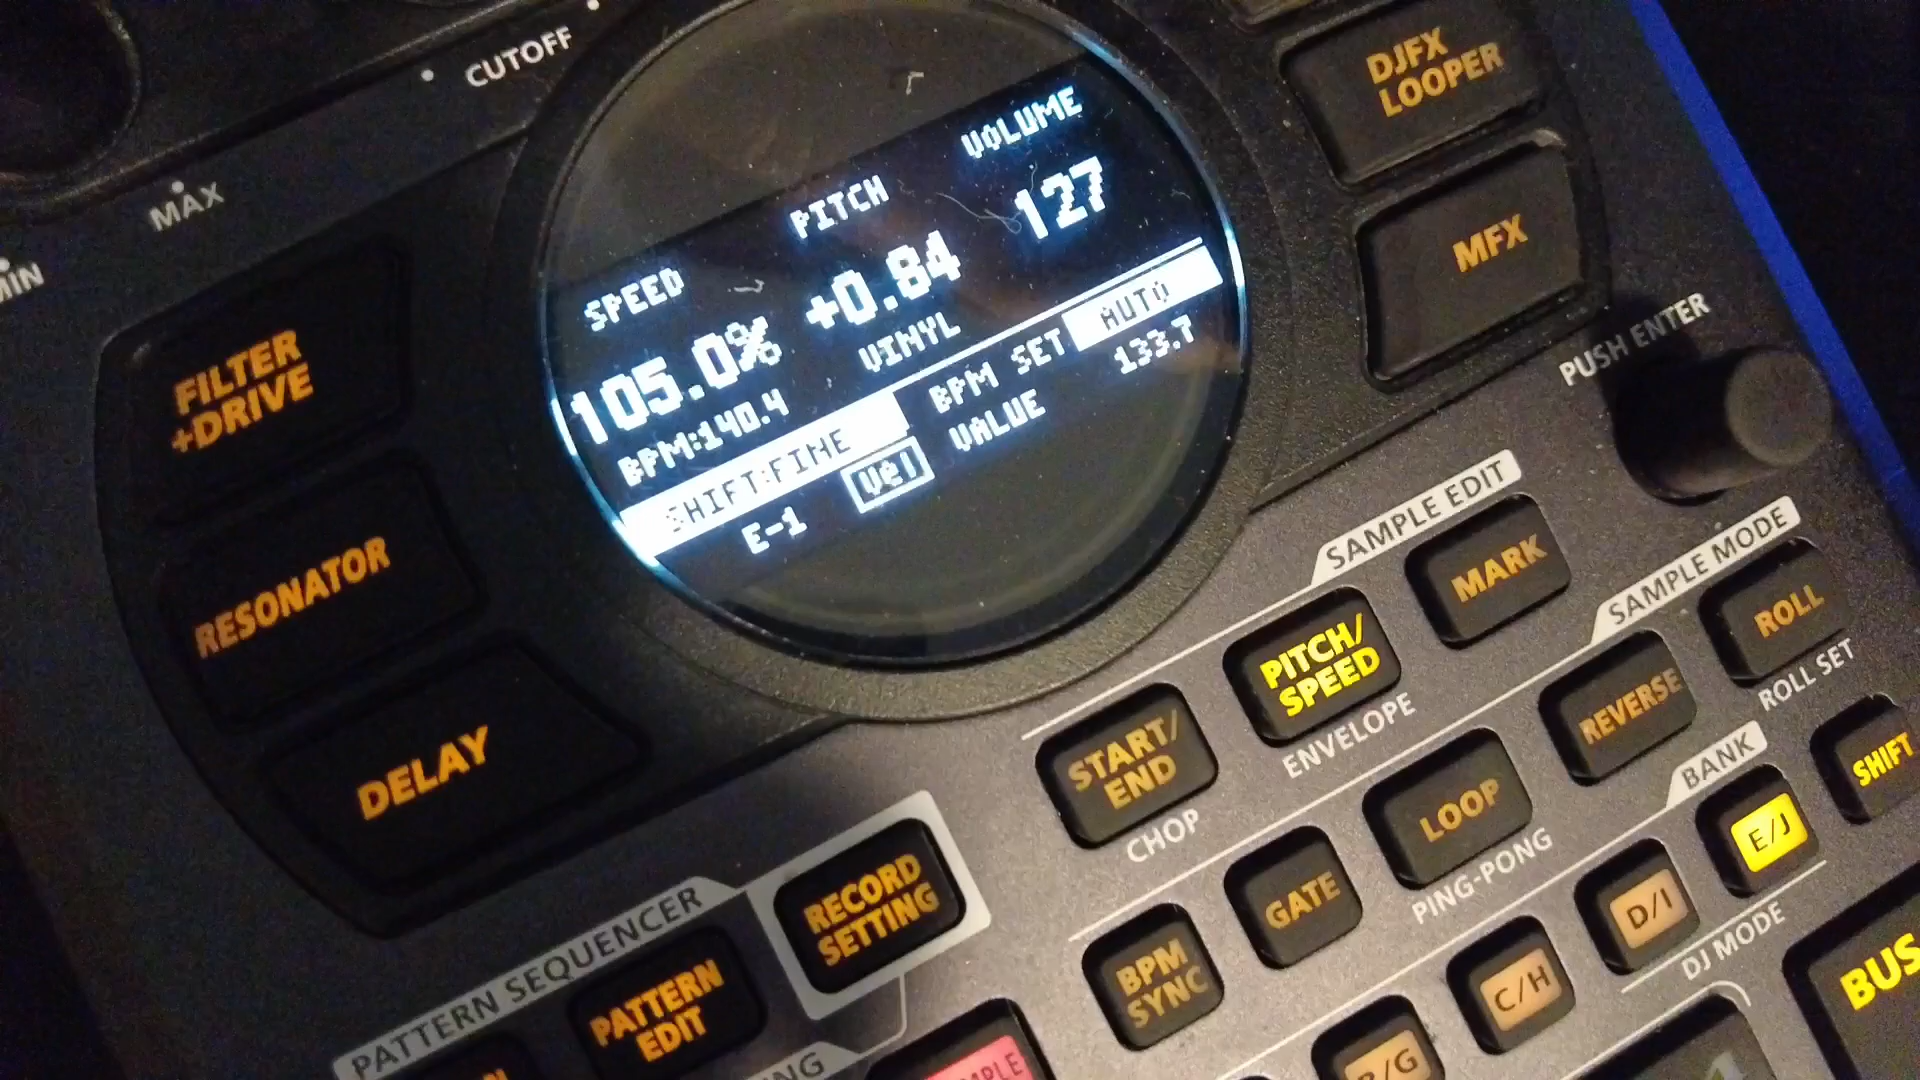 CUTOFF
MAX
MIN
DJFX
LOOPER
MFX
PUSH ENTER
FILTER
+DRIVE
RESONATOR
DELAY
SPEED PITCH VOLUME
105.0% +0.84 127
BPM:140.4 VINYL
SHIFT:FINE BPM SET AUTO
E-1 Vel VALUE 133.7
SAMPLE EDIT
START/
END
PITCH/
SPEED
MARK
CHOP
ENVELOPE
SAMPLE MODE
BPM
SYNC
GATE
LOOP
REVERSE
ROLL
PING-PONG
ROLL SET
BANK
C/H
D/I
E/J
SHIFT
DJ MODE
BUS
PATTERN SEQUENCER
PATTERN
EDIT
RECORD
SETTING